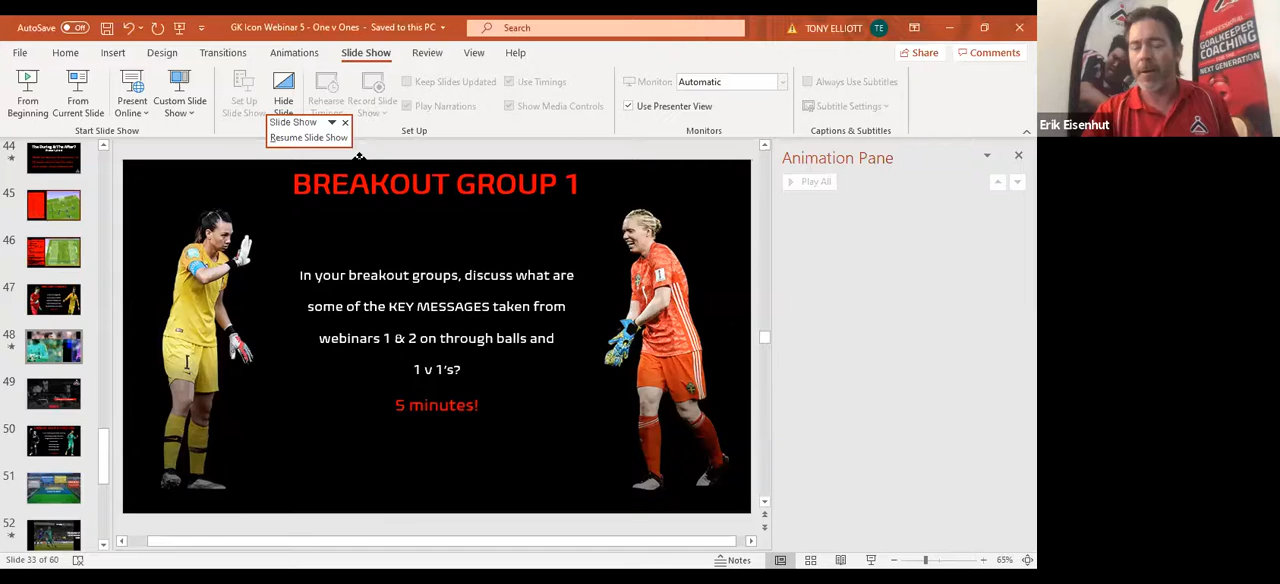 AutoSave Off
GK Icon Webinar 5 - One v Ones - Saved to this PC
Search
TONY ELLIOTT TE
File Home Insert Design Transitions Animations Slide Show Review View Help
Share Comments
From Beginning
From Current Slide
Present Online
Custom Slide Show
Set Up Slide Show
Hide Slide
Rehearse Timings
Record Slide Show
Keep Slides Updated
Play Narrations
Use Timings
Show Media Controls
Monitor: Automatic
Use Presenter View
Always Use Subtitles
Subtitle Settings
Start Slide Show
Set Up
Monitors
Captions & Subtitles
Slide Show
Resume Slide Show
PROFESSIONAL
GOALKEEPER
COACHING
FOR THE
NEXT GENERATION
Erik Eisenhut
44
45
46
47
48
49
50
51
52
BREAKOUT GROUP 1
In your breakout groups, discuss what are
some of the KEY MESSAGES taken from
webinars 1 & 2 on through balls and
1 v 1's?
5 minutes!
Animation Pane
Play All
Slide 33 of 60
Notes
65%